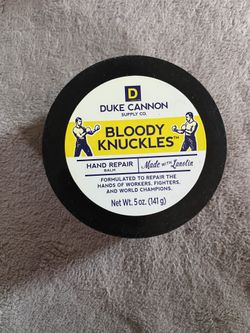 D
DUKE CANNON
SUPPLY CO.
BLOODY
KNUCKLES™
HAND REPAIR
BALM
Made WITH Lanolin
FORMULATED TO REPAIR THE
HANDS OF WORKERS, FIGHTERS,
AND WORLD CHAMPIONS.
Net Wt. 5 oz. (141 g)